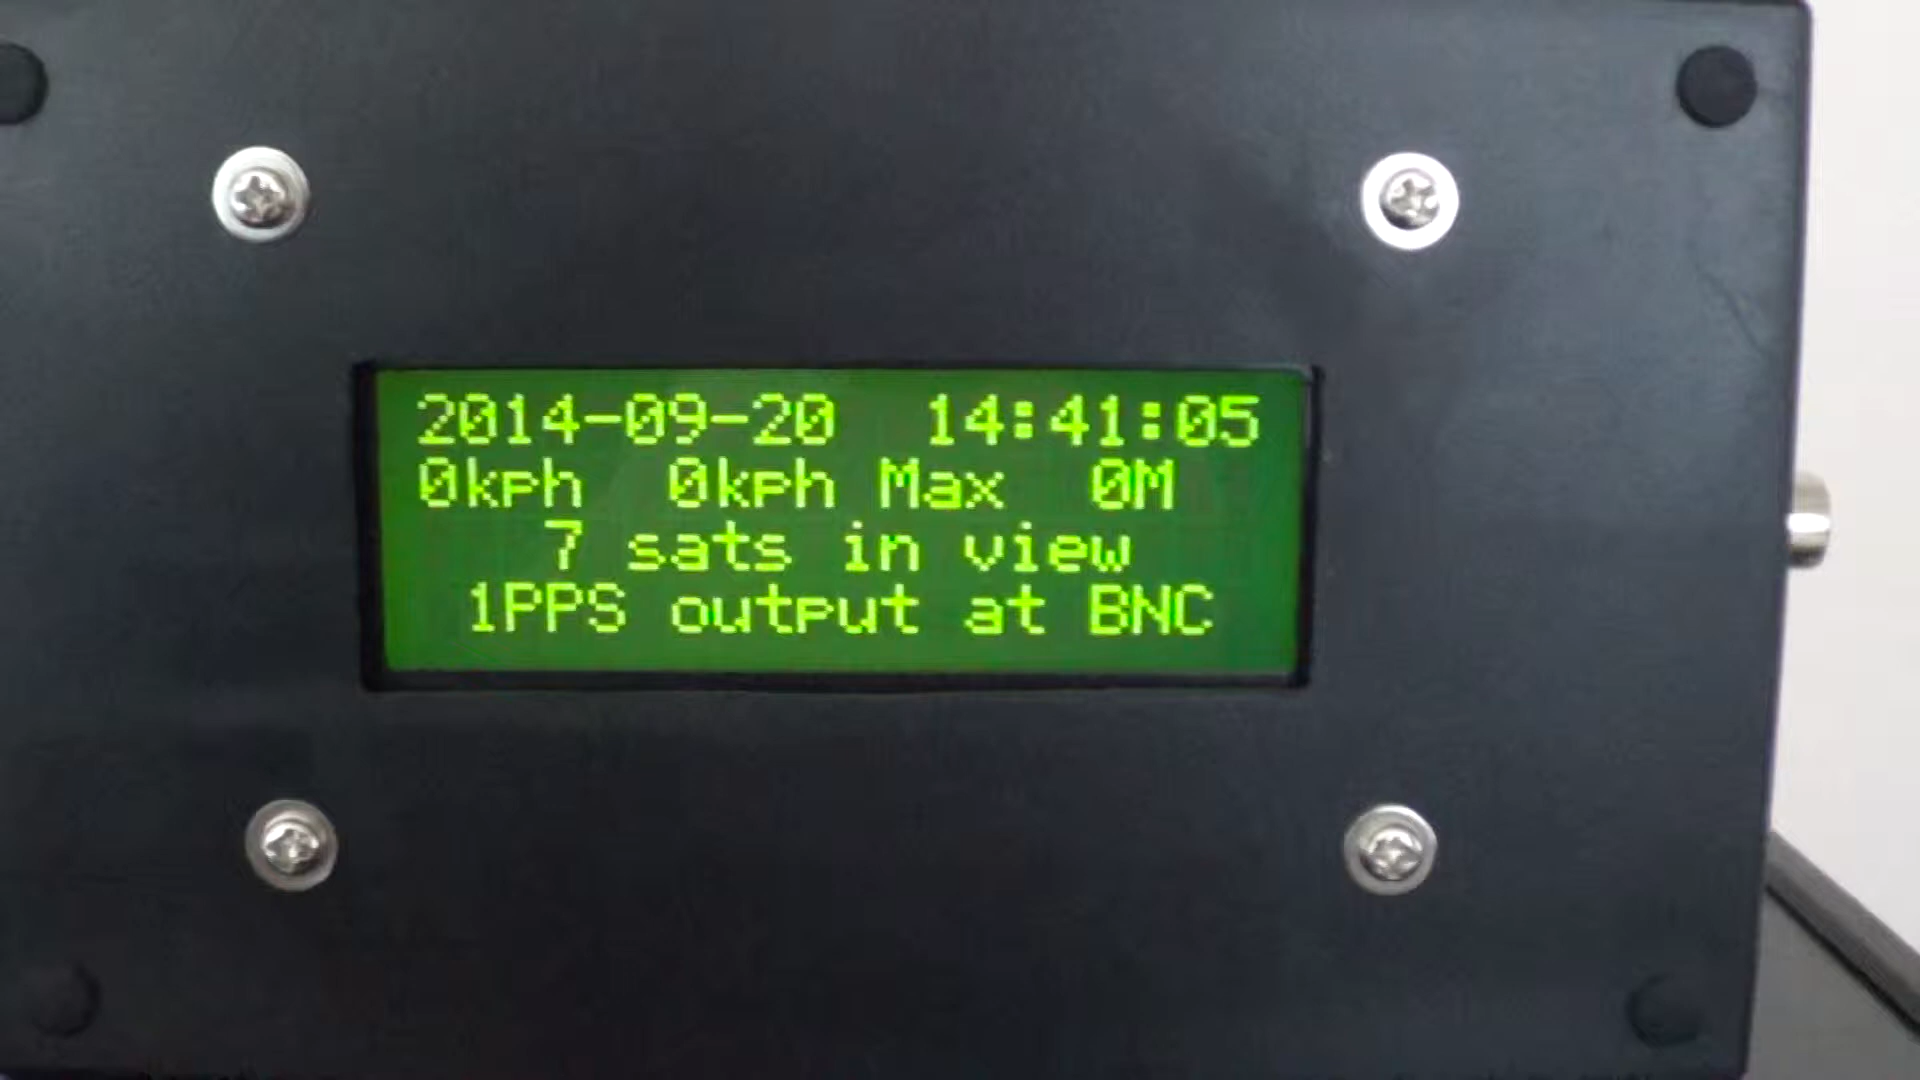 2014-09-20 14:41:05
0kph 0kph Max 0M
7 sats in view
1PPS output at BNC